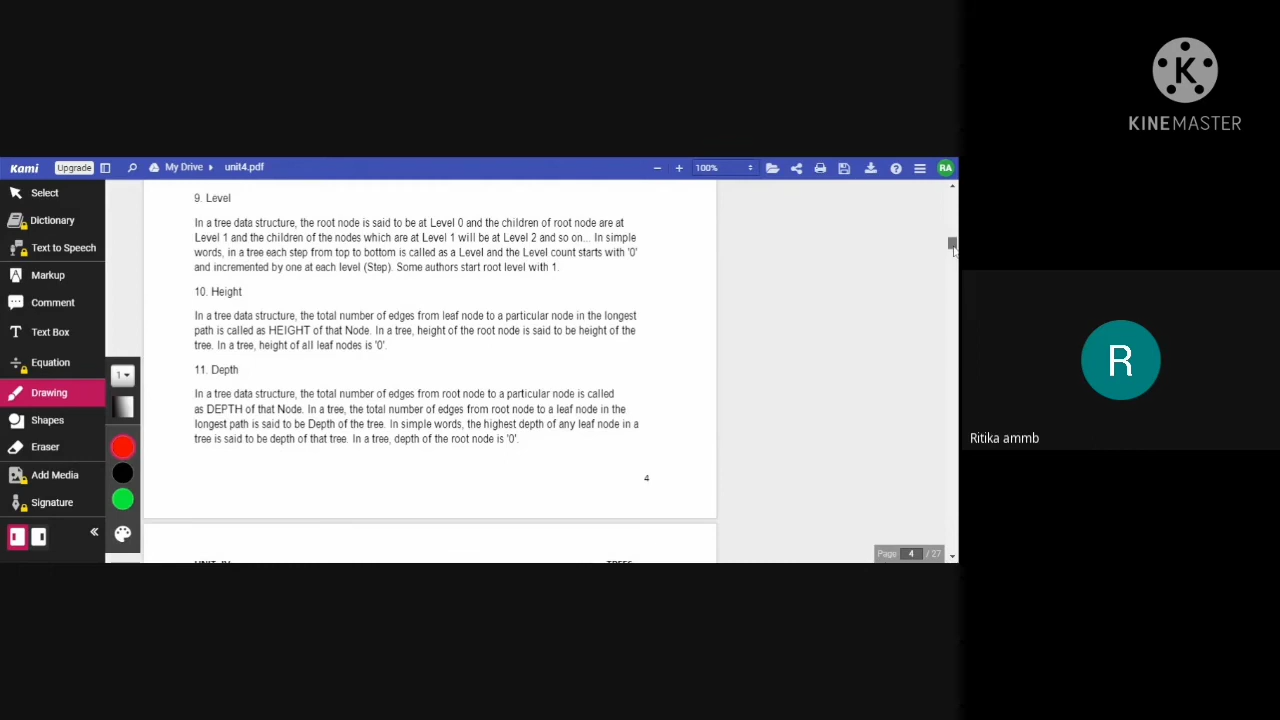 KINEMASTER
Kami
Upgrade
My Drive
unit4.pdf
100%
RA
Select
Dictionary
Text to Speech
Markup
Comment
Text Box
Equation
Drawing
Shapes
Eraser
Add Media
Signature
1
9. Level
In a tree data structure, the root node is said to be at Level 0 and the children of root node are at
Level 1 and the children of the nodes which are at Level 1 will be at Level 2 and so on... In simple
words, in a tree each step from top to bottom is called as a Level and the Level count starts with '0'
and incremented by one at each level (Step). Some authors start root level with 1.
10. Height
In a tree data structure, the total number of edges from leaf node to a particular node in the longest
path is called as HEIGHT of that Node. In a tree, height of the root node is said to be height of the
tree. In a tree, height of all leaf nodes is '0'.
11. Depth
In a tree data structure, the total number of edges from root node to a particular node is called
as DEPTH of that Node. In a tree, the total number of edges from root node to a leaf node in the
longest path is said to be Depth of the tree. In simple words, the highest depth of any leaf node in a
tree is said to be depth of that tree. In a tree, depth of the root node is '0'.
4
Page 4 / 27
UNIT -IV TREES
R
Ritika ammb